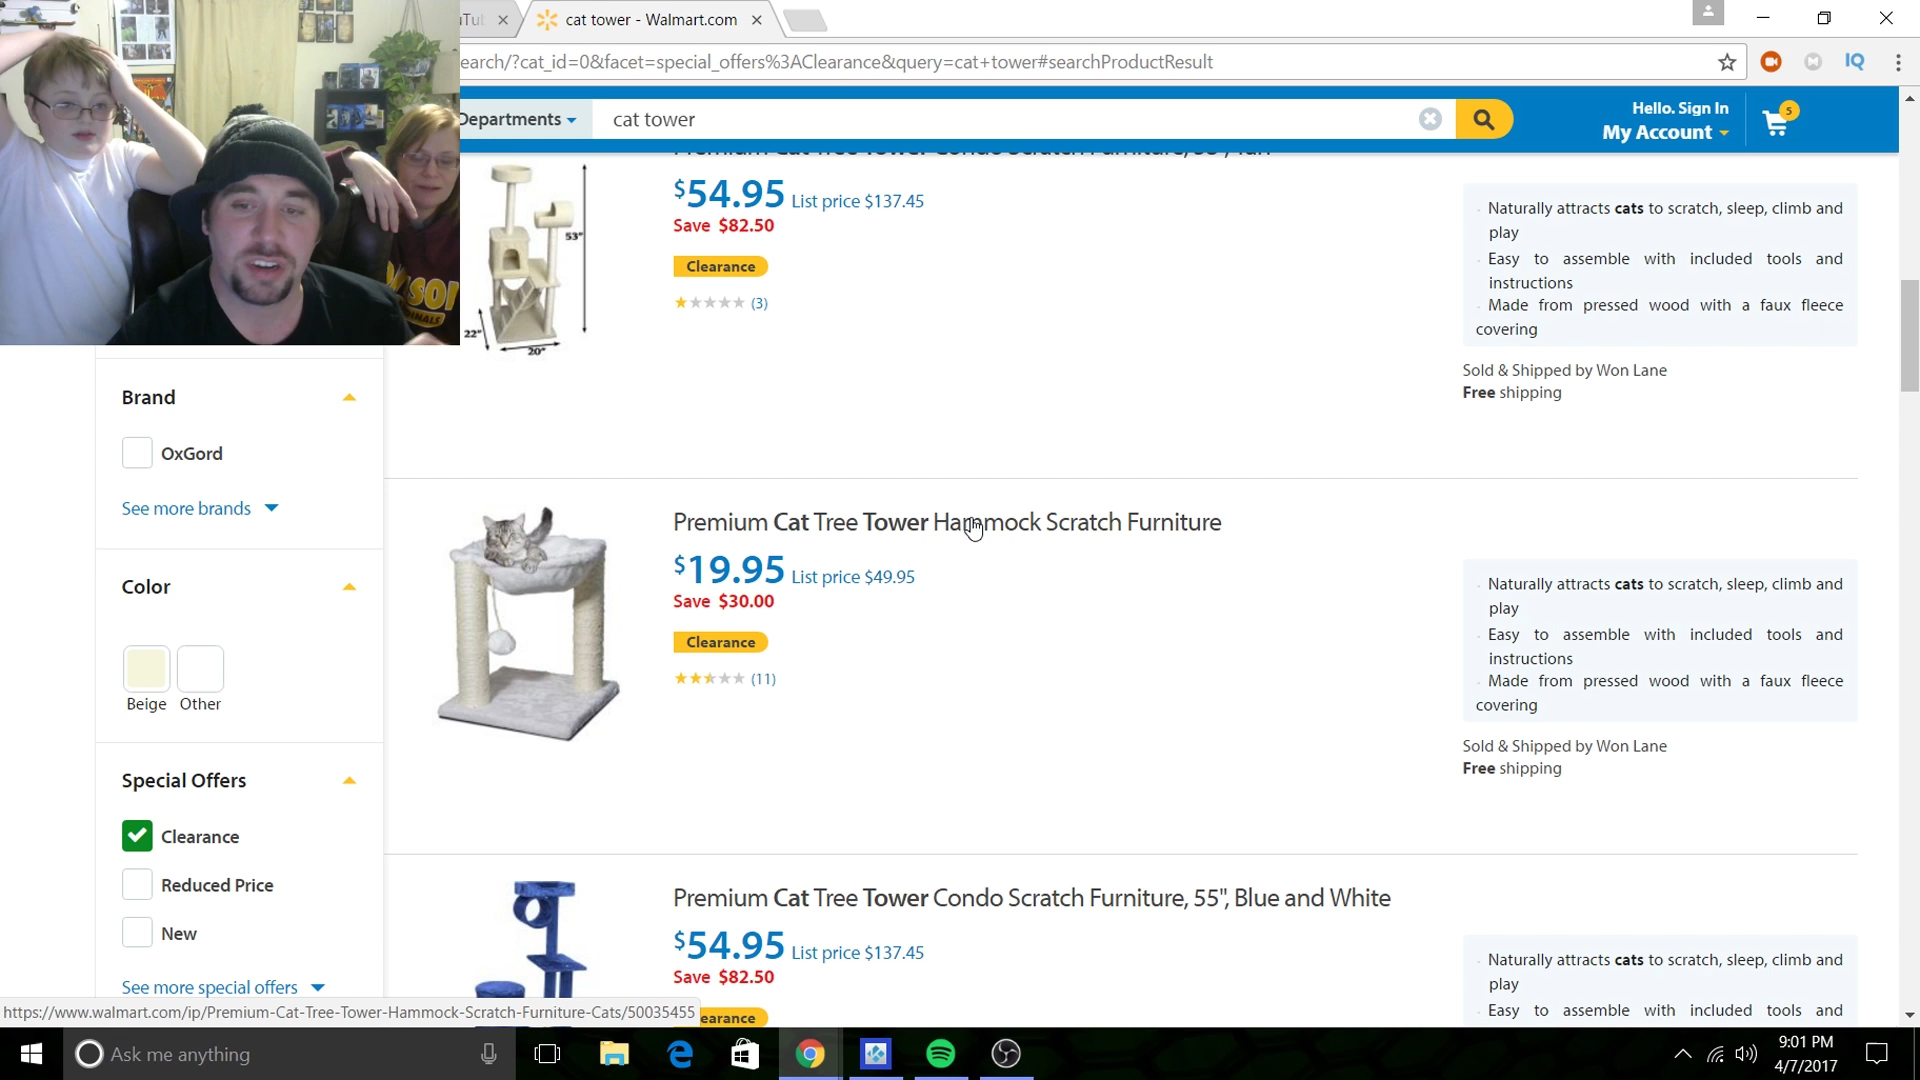 cat tower - Walmart.com
earch/?cat_id=0&facet=special_offers%3AClearance&query=cat+tower#searchProductResult
IQ
Departments
cat tower
Hello. Sign In
My Account
5
$54.95 List price $137.45
Save $82.50
Clearance
(3)
53"
22"
20"
Naturally attracts cats to scratch, sleep, climb and
play
Easy to assemble with included tools and
instructions
Made from pressed wood with a faux fleece
covering
Sold & Shipped by Won Lane
Free shipping
Brand
OxGord
See more brands
Color
Beige
Other
Special Offers
Clearance
Reduced Price
New
See more special offers
Premium Cat Tree Tower Hammock Scratch Furniture
$19.95 List price $49.95
Save $30.00
Clearance
(11)
Naturally attracts cats to scratch, sleep, climb and
play
Easy to assemble with included tools and
instructions
Made from pressed wood with a faux fleece
covering
Sold & Shipped by Won Lane
Free shipping
Premium Cat Tree Tower Condo Scratch Furniture, 55", Blue and White
$54.95 List price $137.45
Save $82.50
earance
Naturally attracts cats to scratch, sleep, climb and
play
Easy to assemble with included tools and
https://www.walmart.com/ip/Premium-Cat-Tree-Tower-Hammock-Scratch-Furniture-Cats/50035455
Ask me anything
9:01 PM
4/7/2017